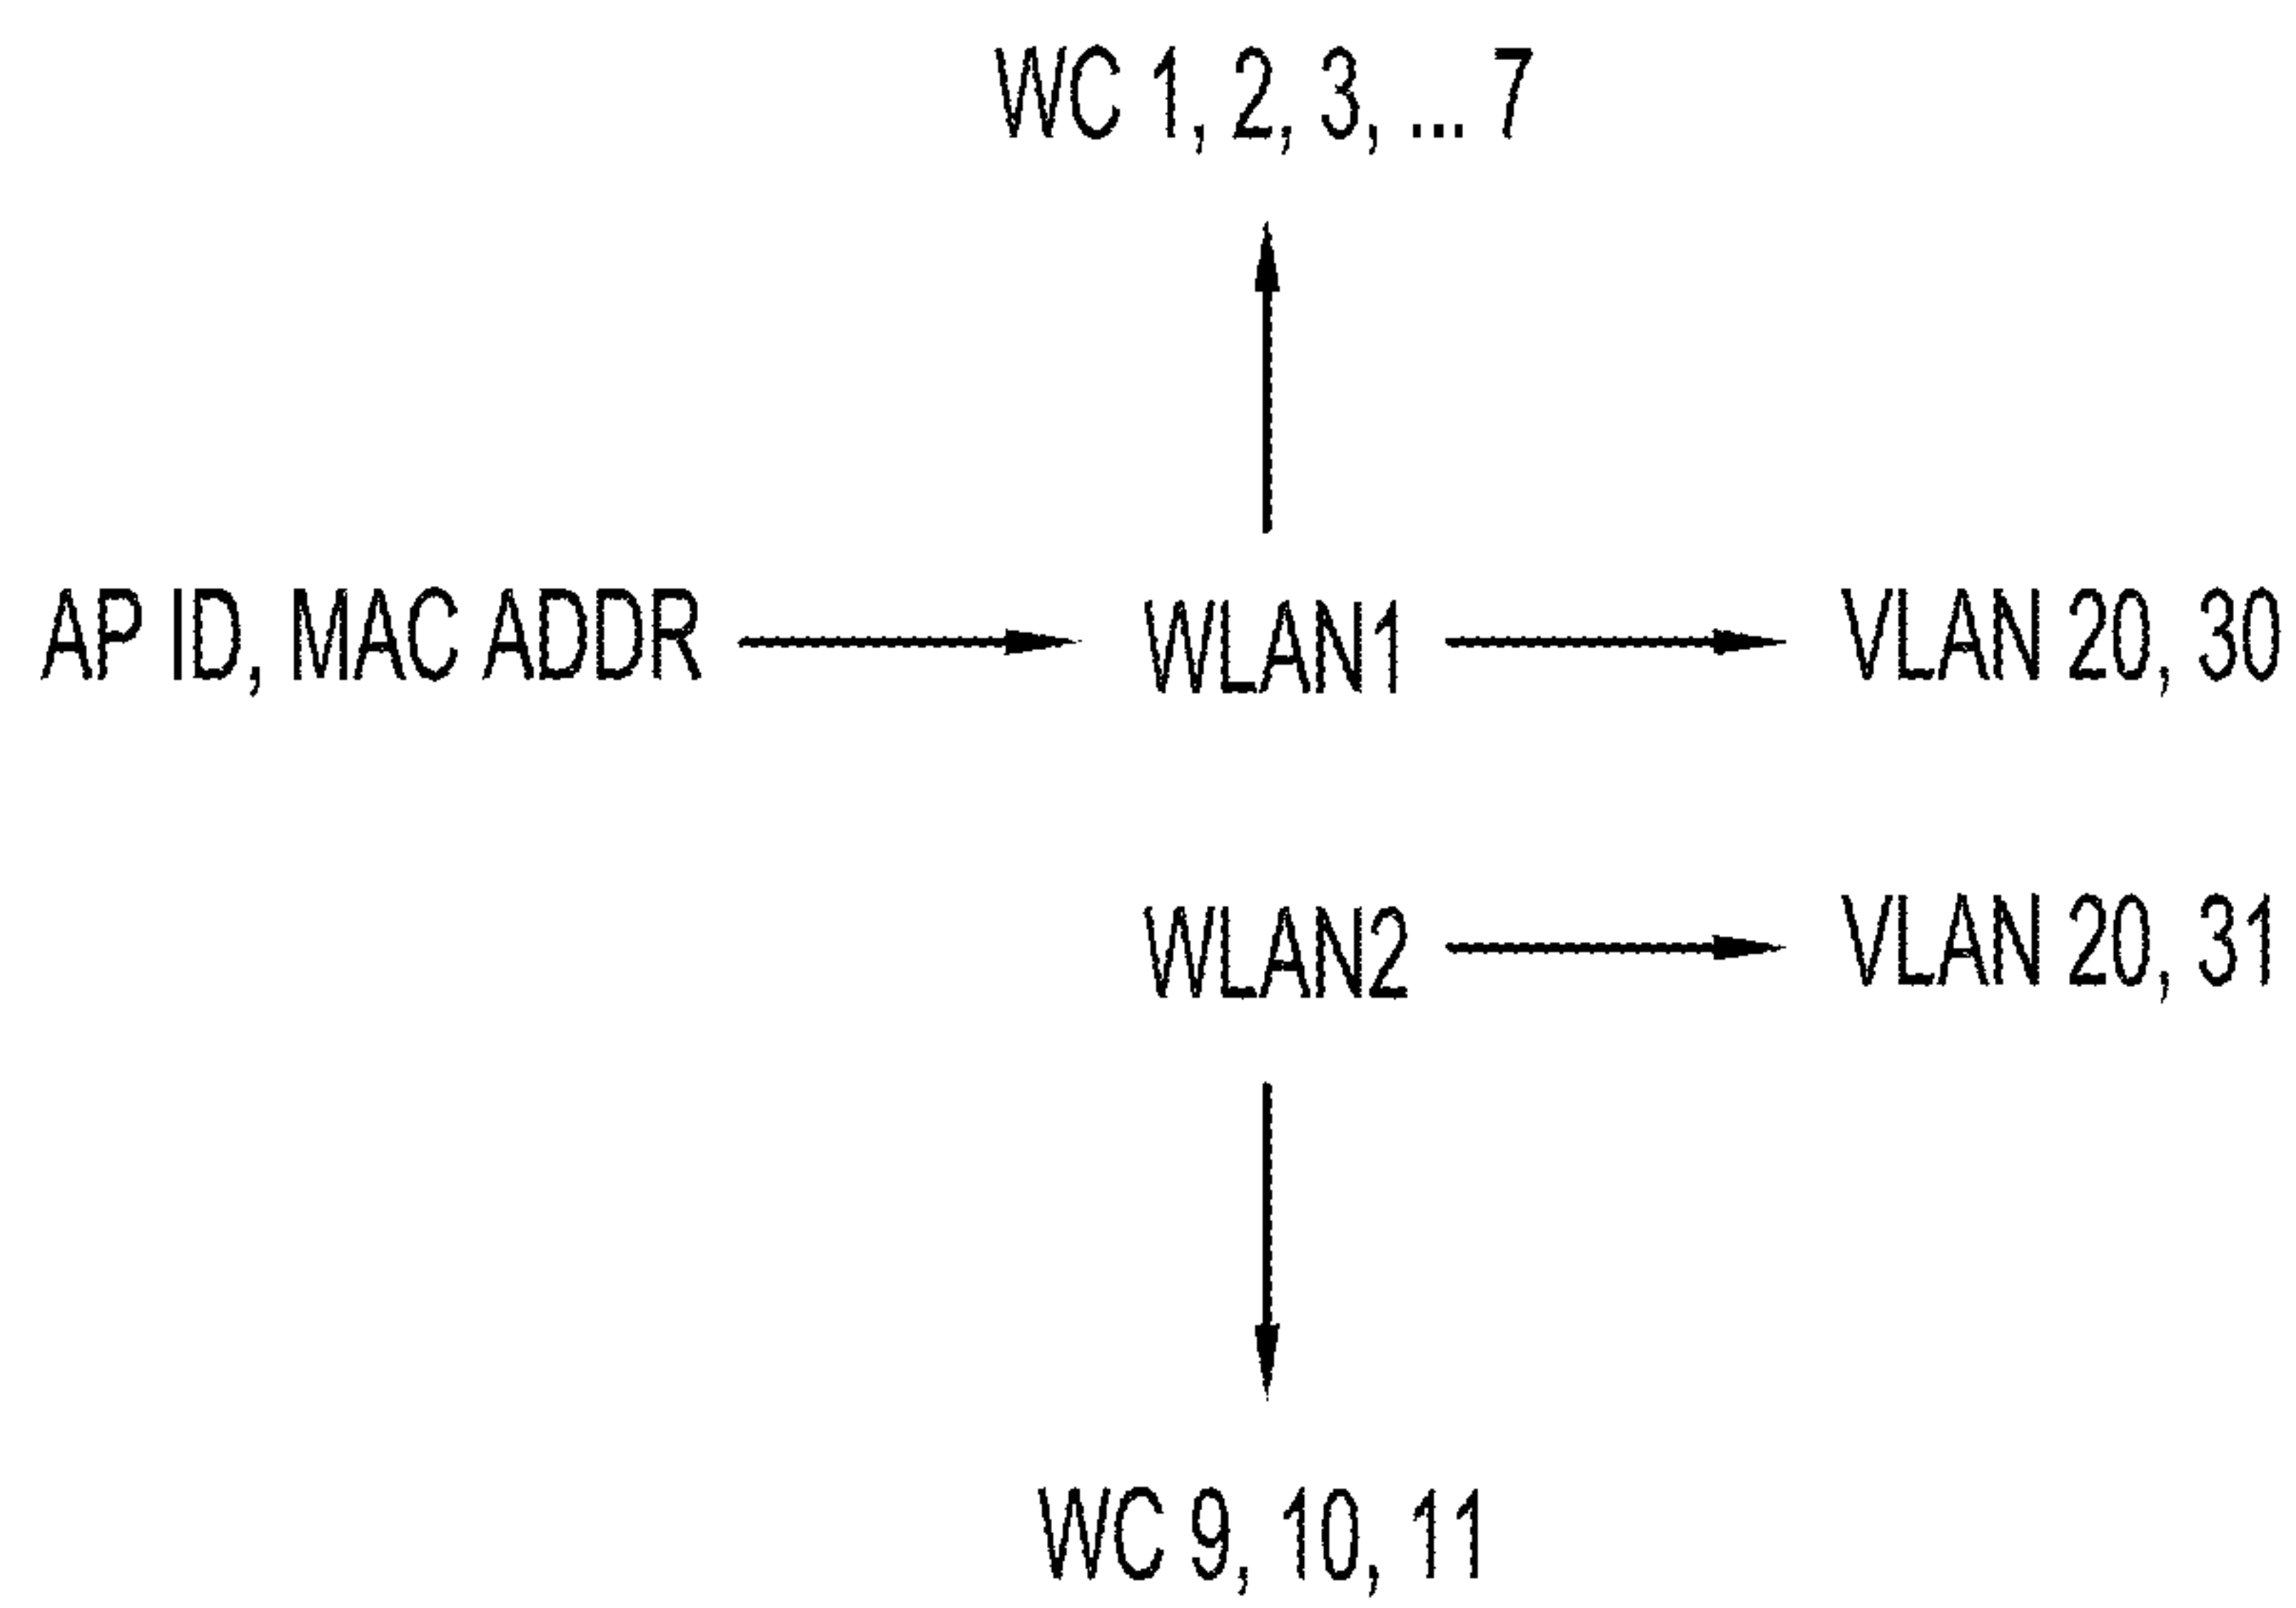 WC 1, 2, 3, ... 7
AP ID, MAC ADDR
WLAN1
VLAN 20, 30
WLAN2
VLAN 20, 31
WC 9, 10, 11